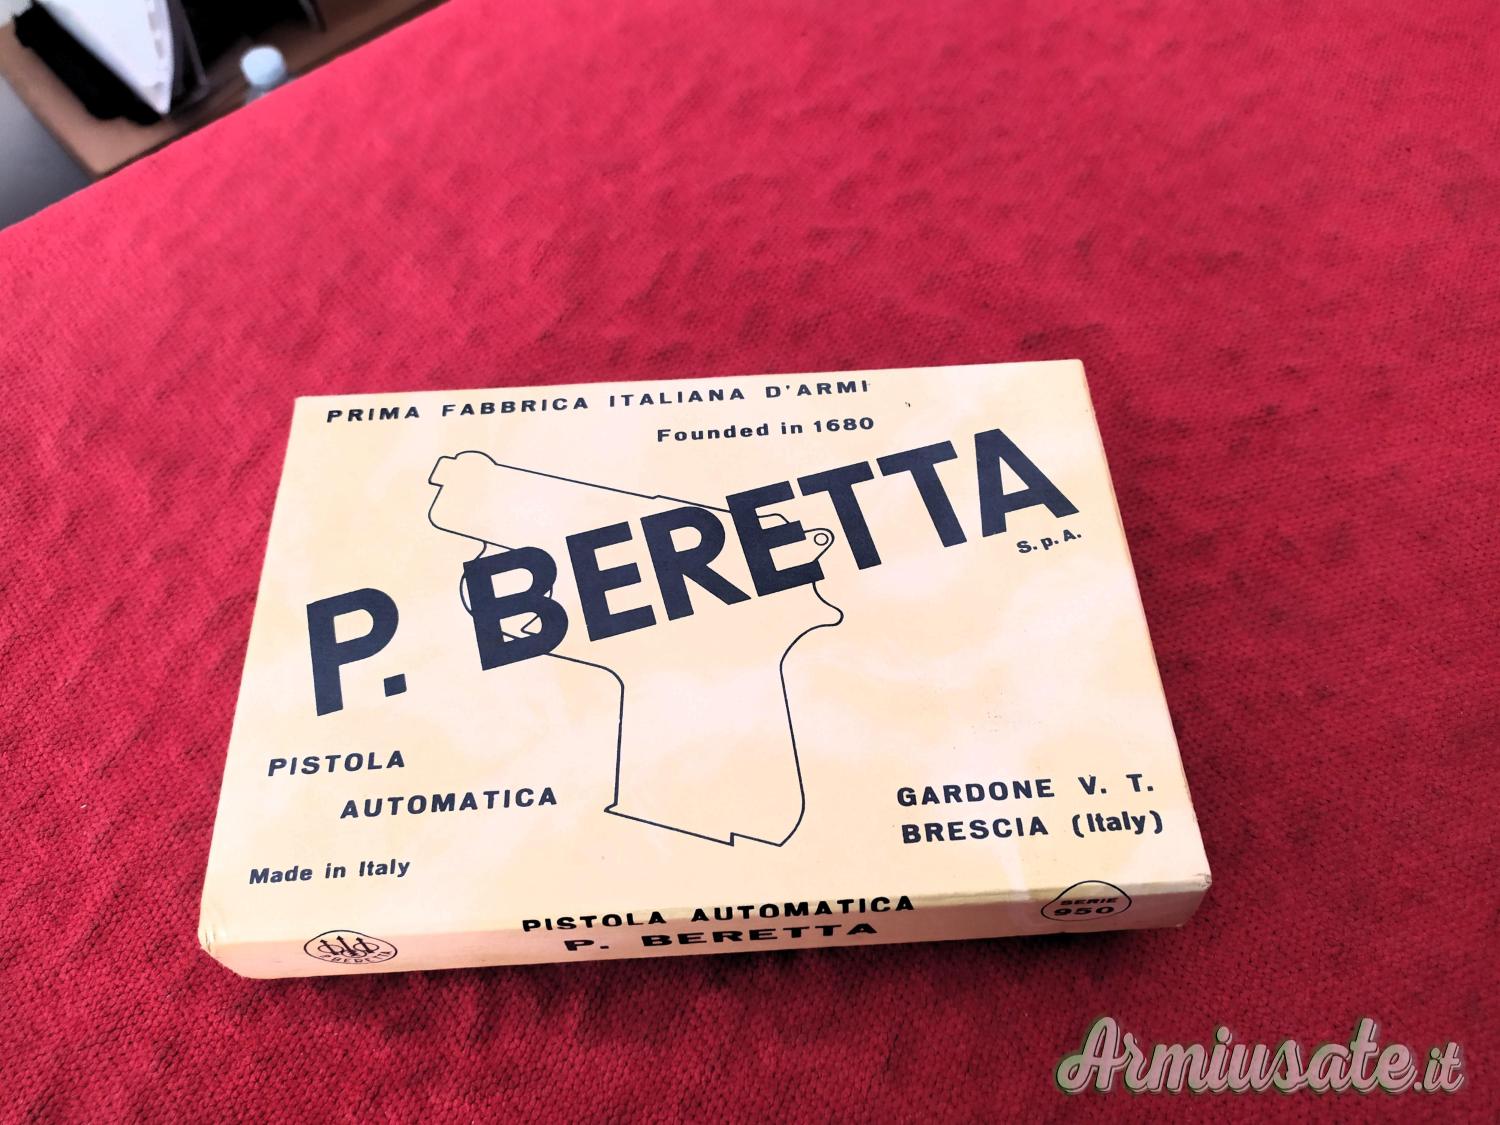 PRIMA FABBRICA ITALIANA D'ARMI
Founded in 1680
P. BERETTA
S.p.A.
PISTOLA
AUTOMATICA
GARDONE V. T.
BRESCIA (Italy)
Made in Italy
PISTOLA AUTOMATICA
P. BERETTA
P BERETTA
SERIE
950
Armiusate.it